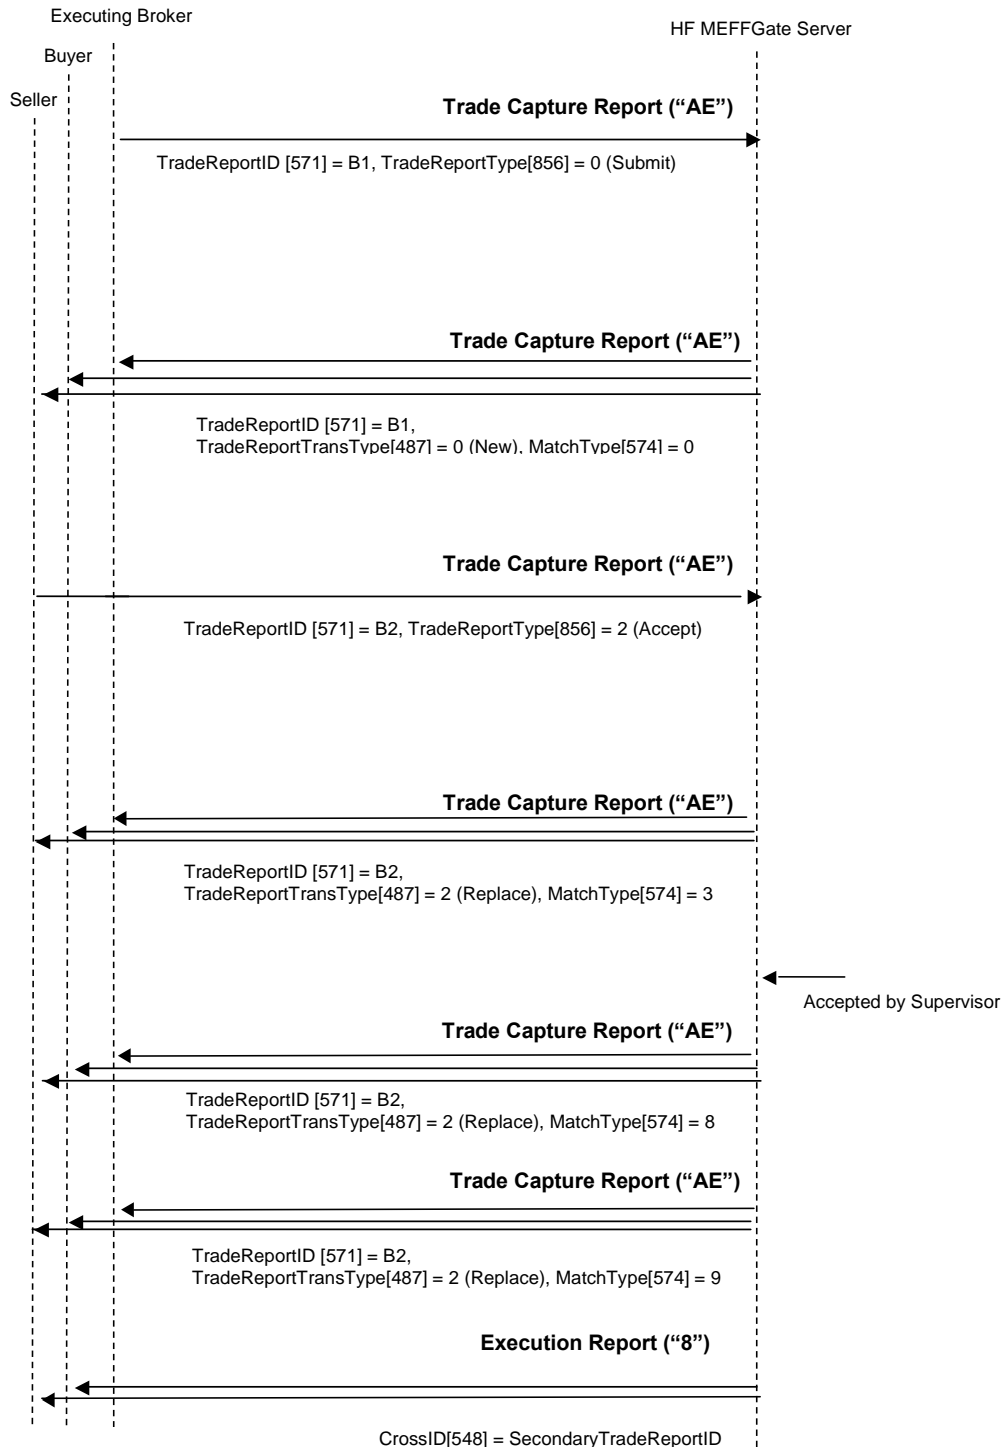 Executing Broker
HF MEFFGate Server
Buyer
Seller
Trade Capture Report (“AE”)
TradeReportID [571] = B1, TradeReportType[856] = 0 (Submit)
Trade Capture Report (“AE”)
TradeReportID [571] = B1,
TradeReportTransType[487] = 0 (New), MatchType[574] = 0
Trade Capture Report (“AE”)
TradeReportID [571] = B2, TradeReportType[856] = 2 (Accept)
Trade Capture Report (“AE”)
TradeReportID [571] = B2,
TradeReportTransType[487] = 2 (Replace), MatchType[574] = 3
Accepted by Supervisor
Trade Capture Report (“AE”)
TradeReportID [571] = B2,
TradeReportTransType[487] = 2 (Replace), MatchType[574] = 8
Trade Capture Report (“AE”)
TradeReportID [571] = B2,
TradeReportTransType[487] = 2 (Replace), MatchType[574] = 9
Execution Report (“8”)
CrossID[548] = SecondaryTradeReportID